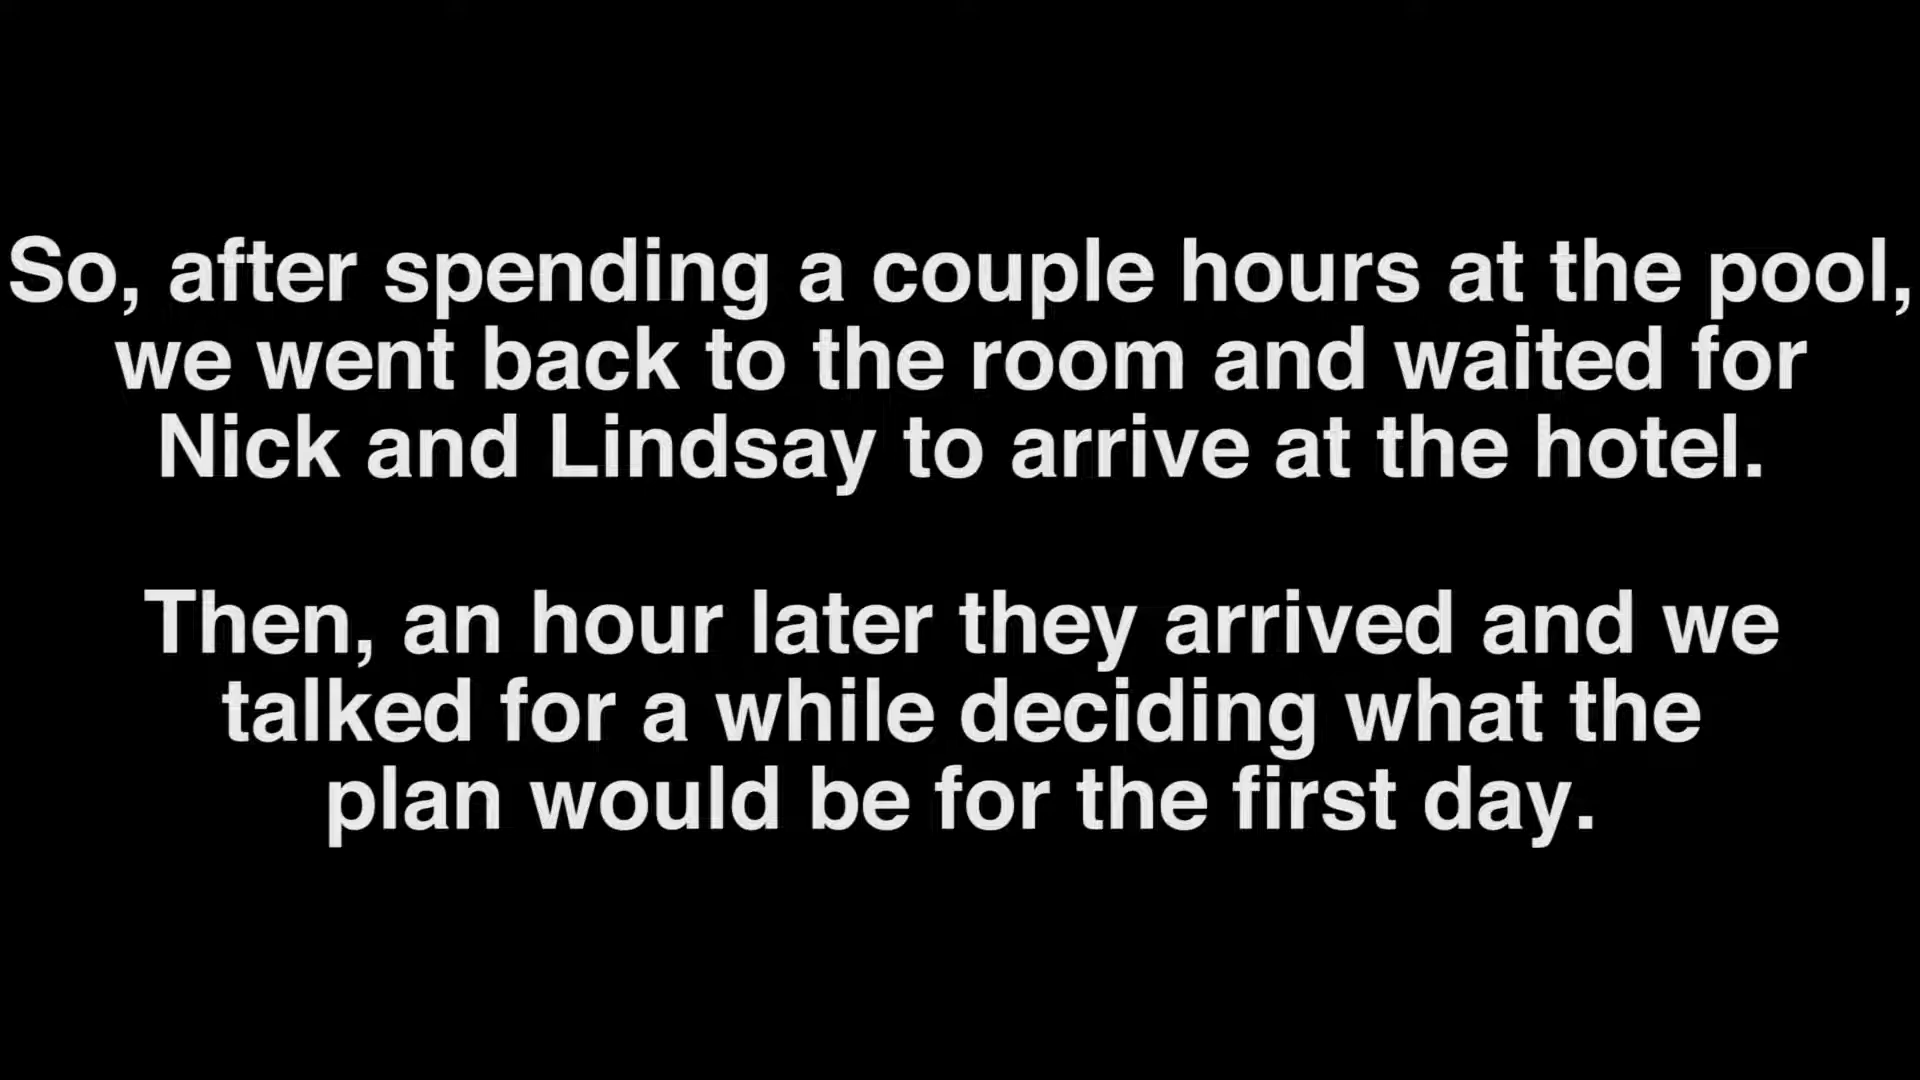 So, after spending a couple hours at the pool,
we went back to the room and waited for
Nick and Lindsay to arrive at the hotel.
Then, an hour later they arrived and we
talked for a while deciding what the
plan would be for the first day.